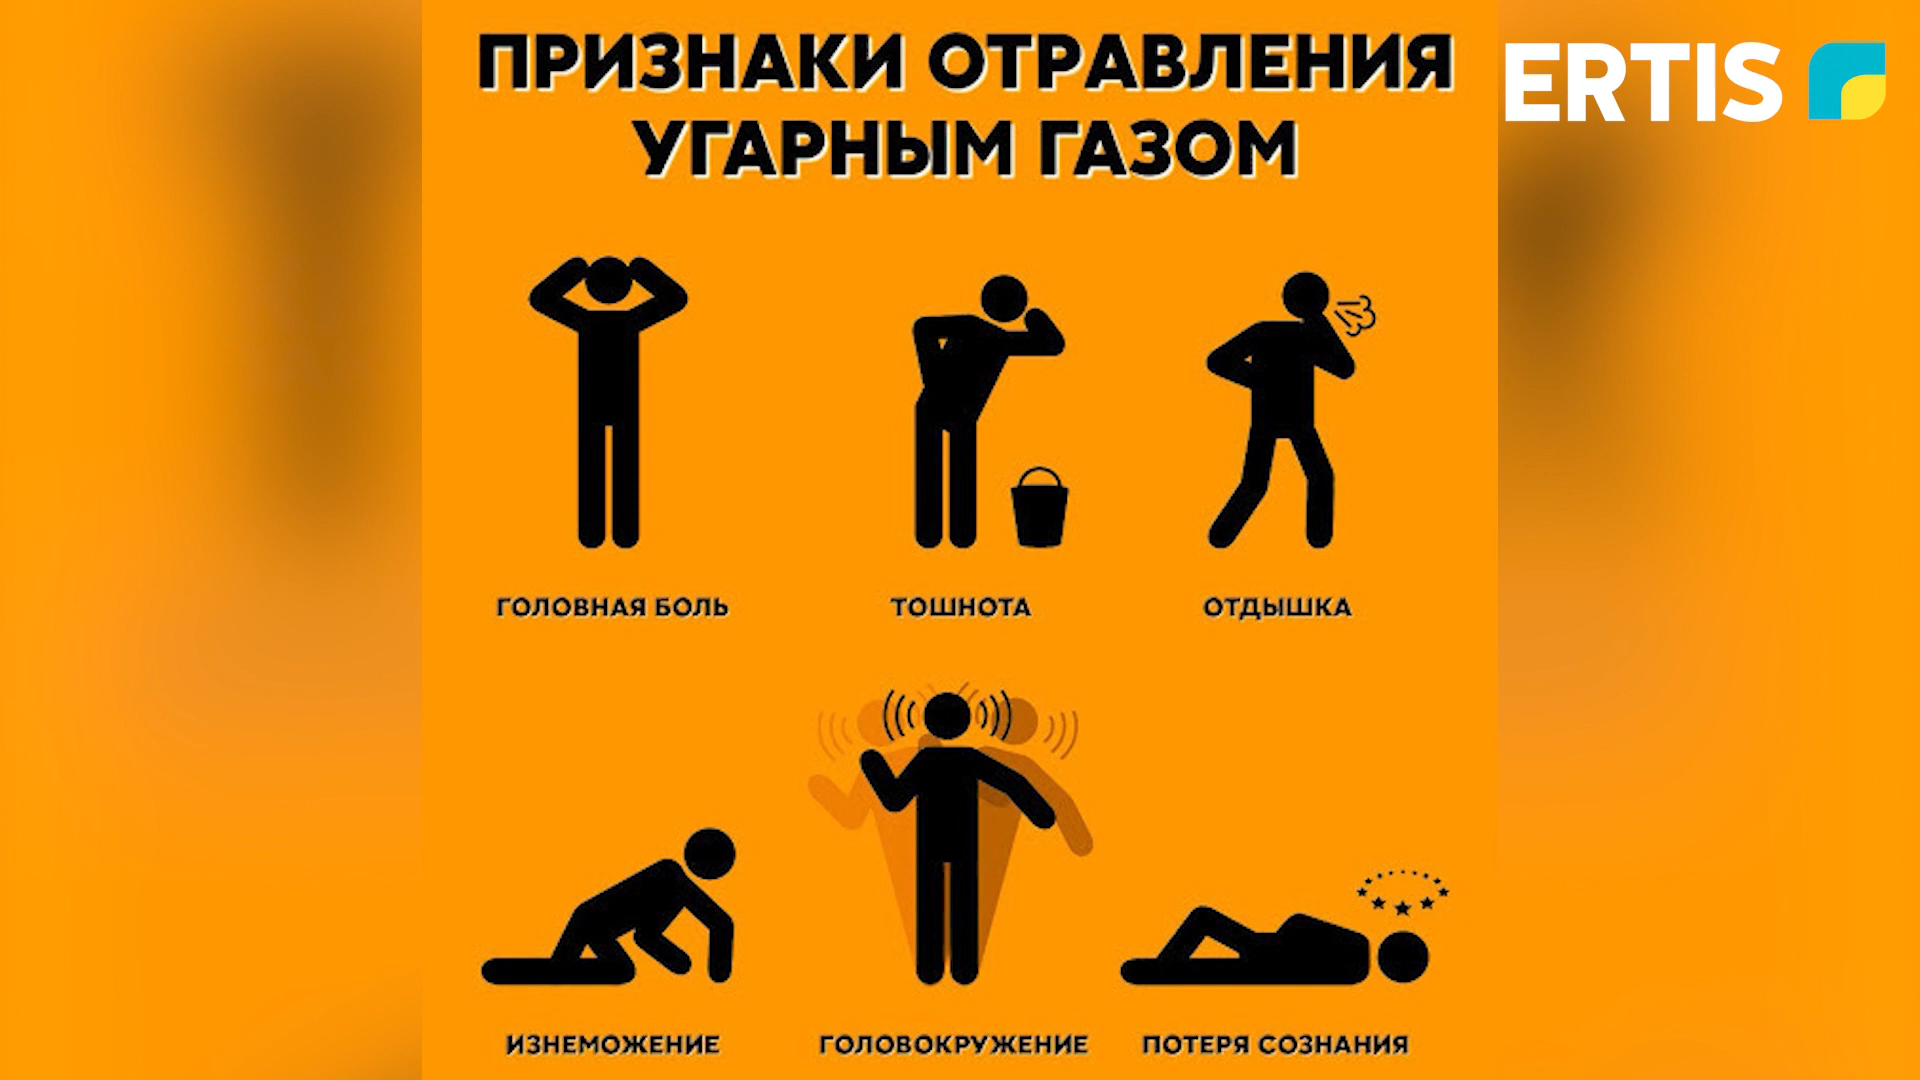 ПРИЗНАКИ ОТРАВЛЕНИЯ
УГАРНЫМ ГАЗОМ
ERTIS
ГОЛОВНАЯ БОЛЬ
ТОШНОТА
ОТДЫШКА
ИЗНЕМОЖЕНИЕ
ГОЛОВОКРУЖЕНИЕ
ПОТЕРЯ СОЗНАНИЯ